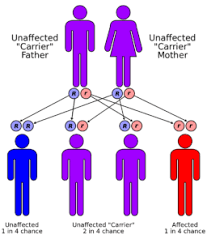 Unaffected
"Carrier"
Father
Unaffected
"Carrier"
Mother
R r R r
R R R r R r r r
Unaffected
1 in 4 chance
Unaffected "Carrier"
2 in 4 chance
Affected
1 in 4 chance